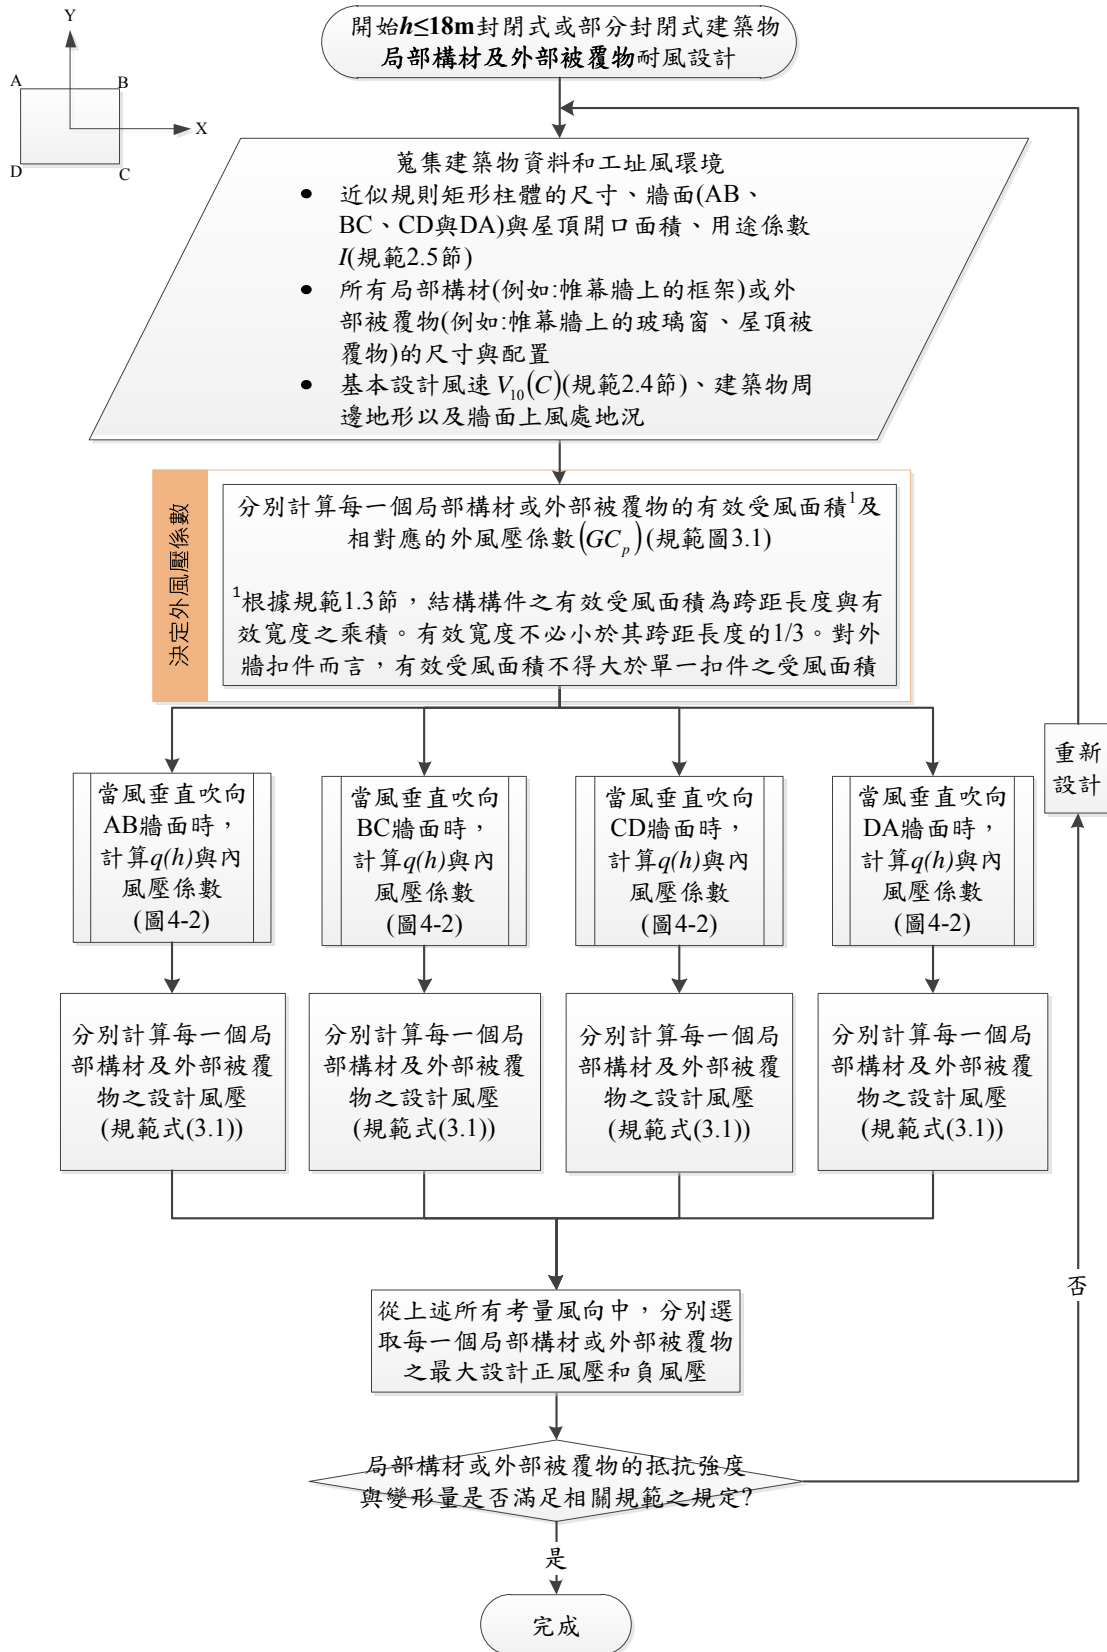 開始h≤18m封閉式或部分封閉式建築物
局部構材及外部被覆物耐風設計
Y
A
B
X
D
C
蒐集建築物資料和工址風環境
● 近似規則矩形柱體的尺寸、牆面(AB、
BC、CD與DA)與屋頂開口面積、用途係數
I(規範2.5節)
● 所有局部構材(例如:帷幕牆上的框架)或外
部被覆物(例如:帷幕牆上的玻璃窗、屋頂被
覆物)的尺寸與配置
● 基本設計風速 V₁₀(C)(規範2.4節)、建築物周
邊地形以及牆面上風處地況
決定外風壓係數
分別計算每一個局部構材或外部被覆物的有效受風面積¹及
相對應的外風壓係數(GCₚ)(規範圖3.1)
¹根據規範1.3節，結構構件之有效受風面積為跨距長度與有
效寬度之乘積。有效寬度不必小於其跨距長度的1/3。對外
牆扣件而言，有效受風面積不得大於單一扣件之受風面積
當風垂直吹向
AB牆面時，
計算q(h)與內
風壓係數
(圖4-2)
當風垂直吹向
BC牆面時，
計算q(h)與內
風壓係數
(圖4-2)
當風垂直吹向
CD牆面時，
計算q(h)與內
風壓係數
(圖4-2)
當風垂直吹向
DA牆面時，
計算q(h)與內
風壓係數
(圖4-2)
重新
設計
分別計算每一個局
部構材及外部被覆
物之設計風壓
(規範式(3.1))
分別計算每一個局
部構材及外部被覆
物之設計風壓
(規範式(3.1))
分別計算每一個局
部構材及外部被覆
物之設計風壓
(規範式(3.1))
分別計算每一個局
部構材及外部被覆
物之設計風壓
(規範式(3.1))
從上述所有考量風向中，分別選
取每一個局部構材或外部被覆物
之最大設計正風壓和負風壓
否
局部構材或外部被覆物的抵抗強度
與變形量是否滿足相關規範之規定?
是
完成